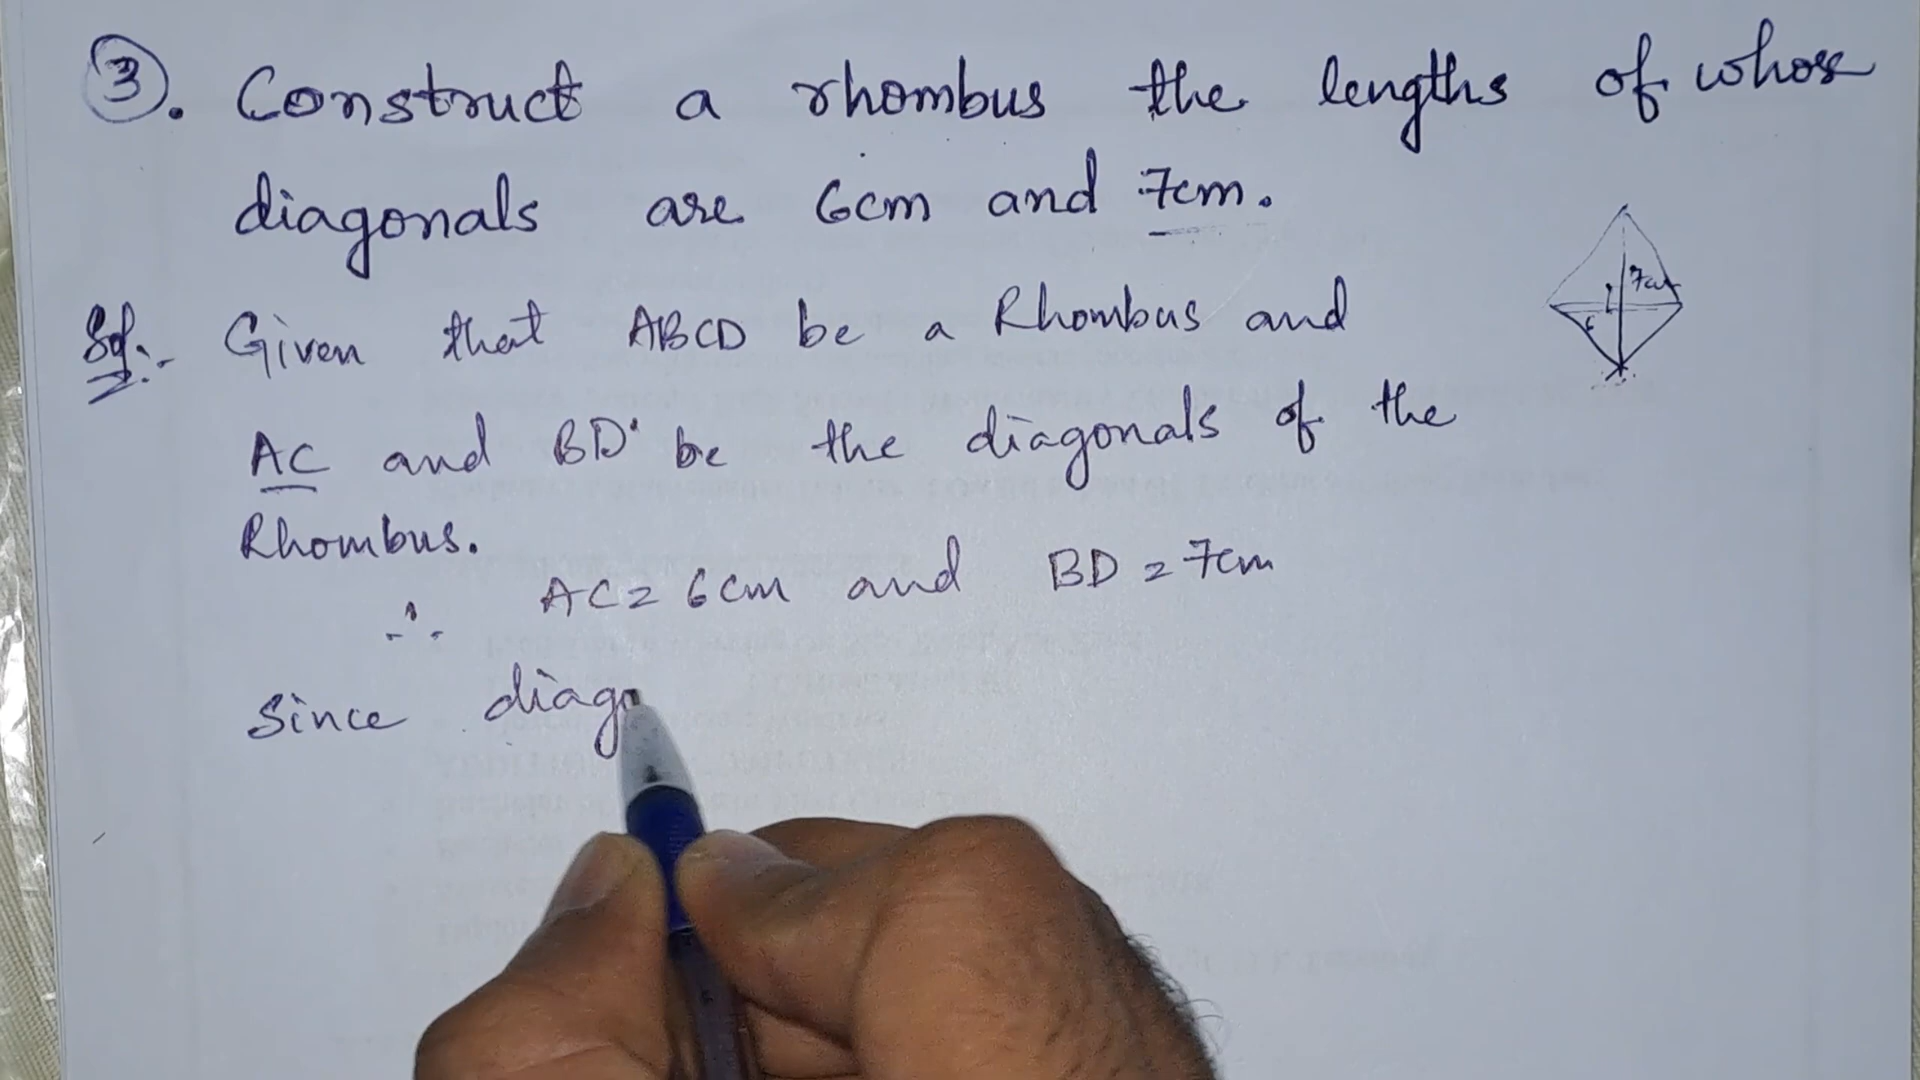 3. Construct a rhombus the lengths of whose
diagonals are 6cm and 7cm.
Sol:- Given that ABCD be a Rhombus and
AC and BD be the diagonals of the
Rhombus.
∴ AC = 6cm and BD = 7cm
Since diago
7cm
6